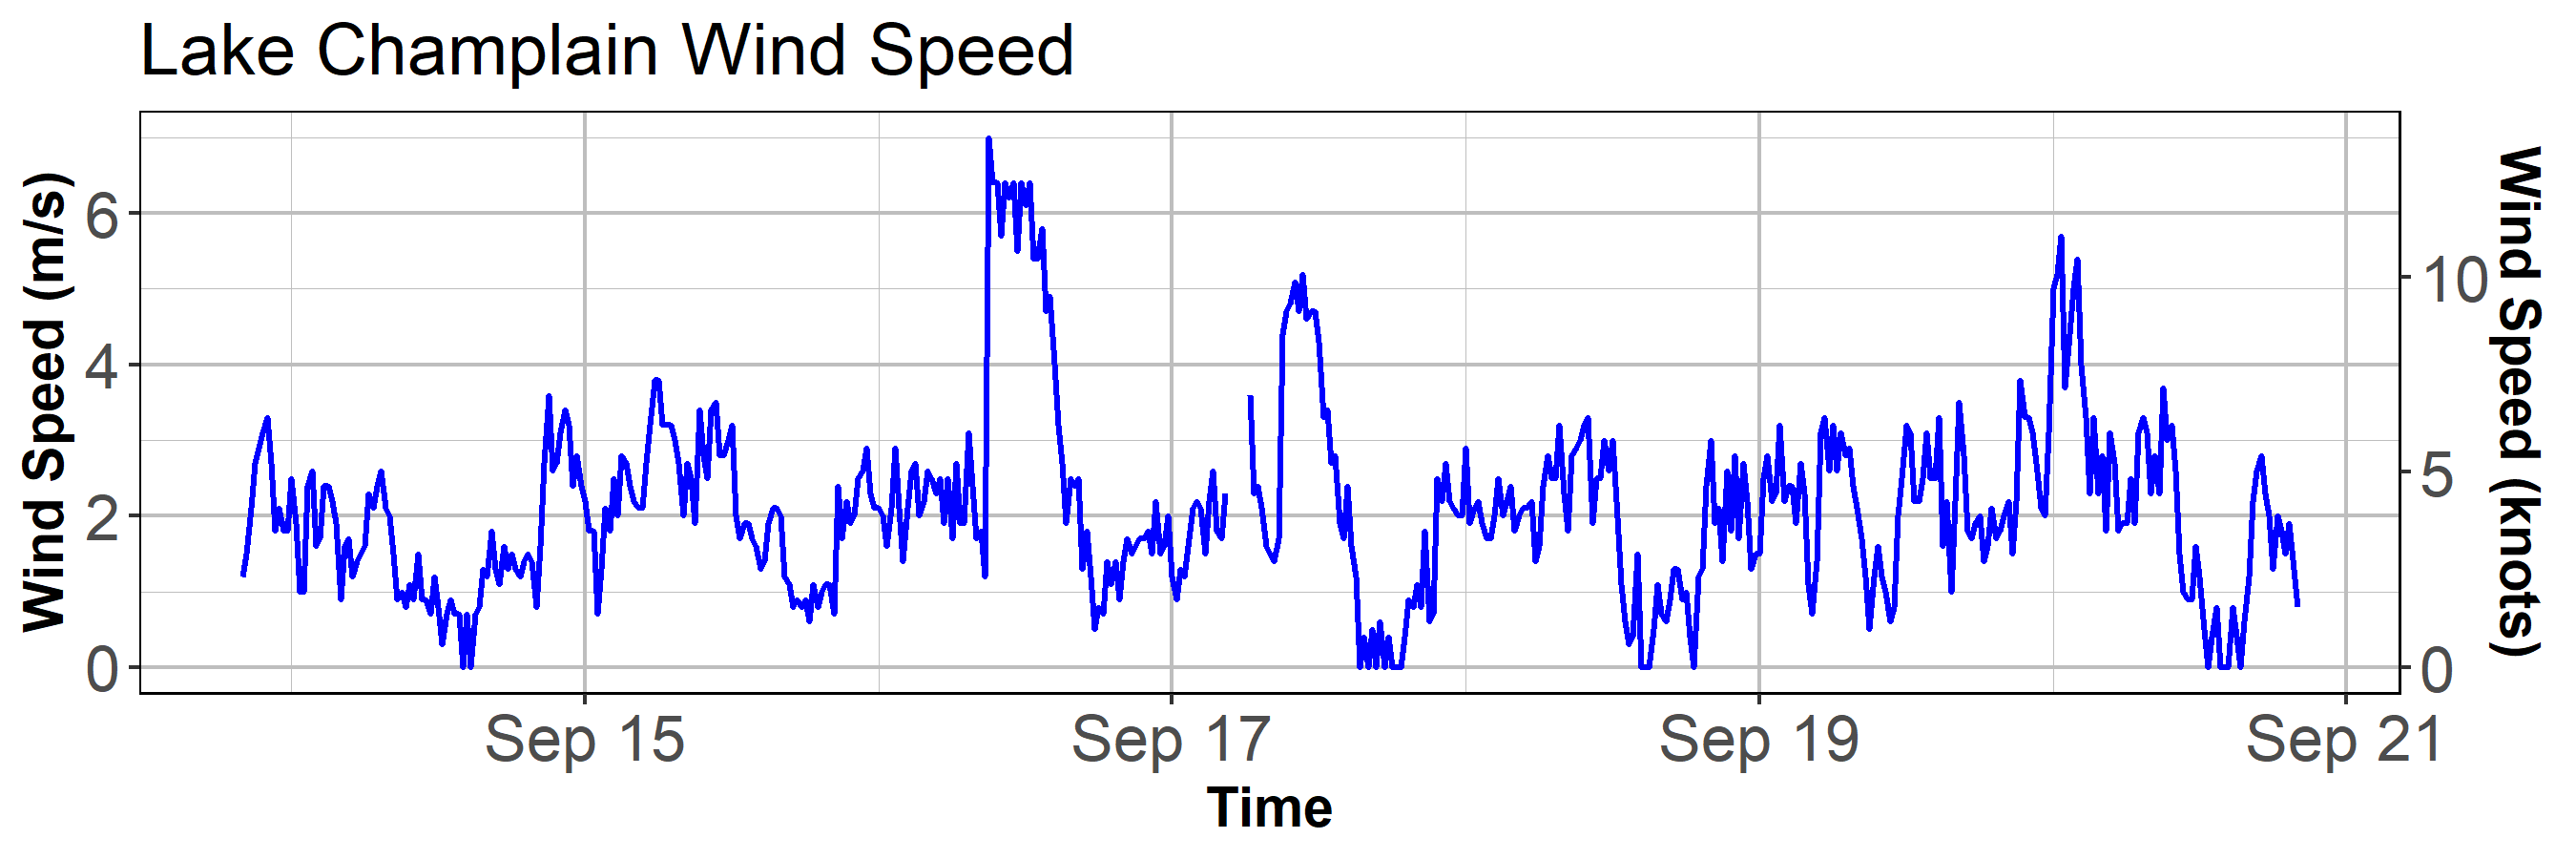 Lake Champlain Wind Speed
Wind Speed (m/s)
6
4
2
0
10
5
0
Wind Speed (knots)
Sep 15
Sep 17
Sep 19
Sep 21
Time